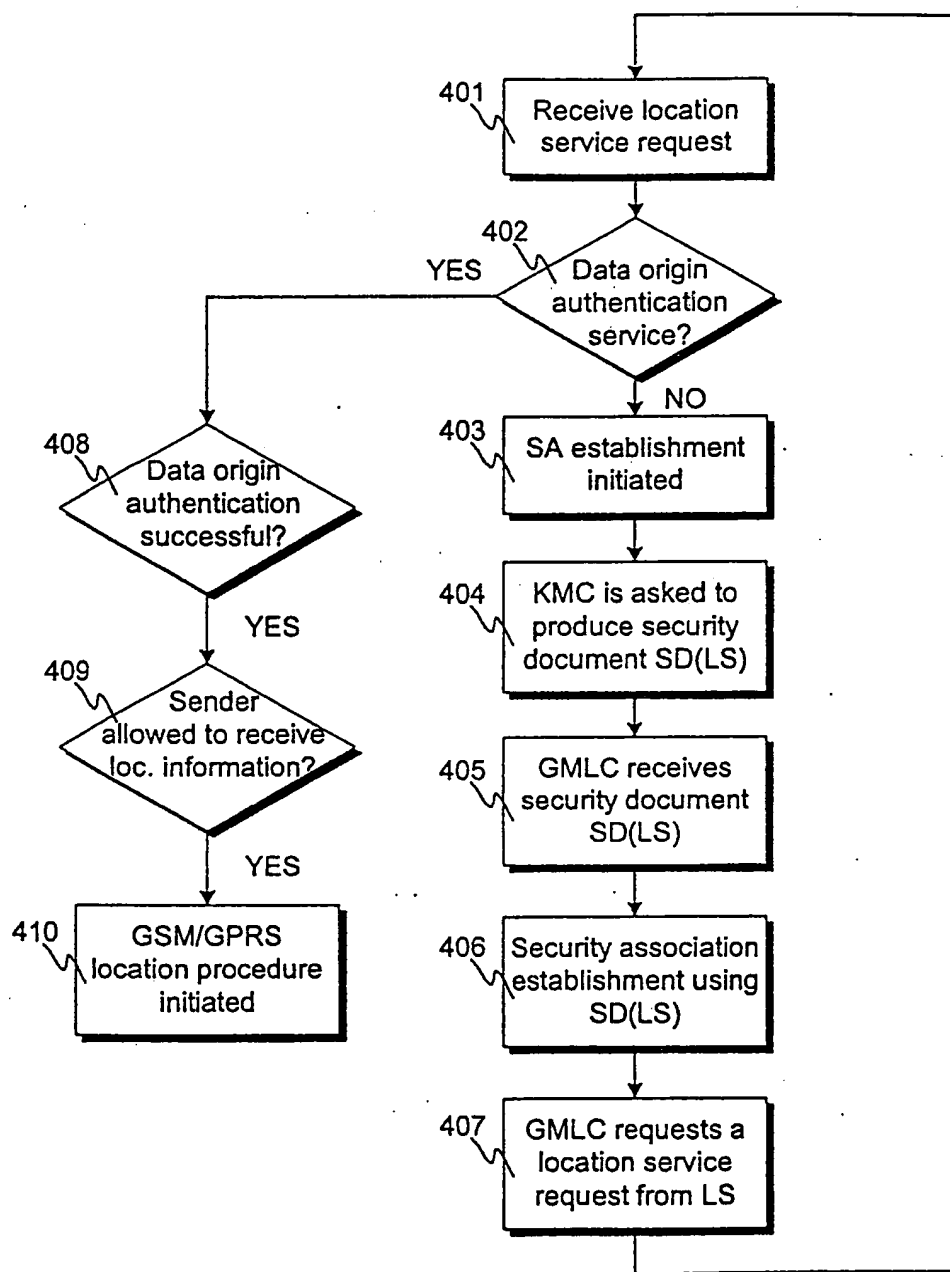 401
Receive location
service request
402
YES
Data origin
authentication
service?
NO
403
SA establishment
initiated
404
KMC is asked to
produce security
document SD(LS)
405
GMLC receives
security document
SD(LS)
406
Security association
establishment using
SD(LS)
407
GMLC requests a
location service
request from LS
408
Data origin
authentication
successful?
YES
409
Sender
allowed to receive
loc. information?
YES
410
GSM/GPRS
location procedure
initiated